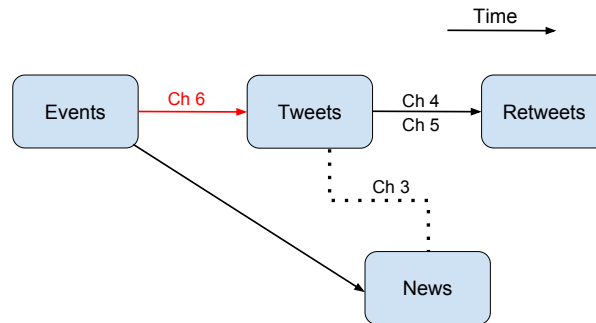 Time
Events
Ch 6
Tweets
Ch 4
Ch 5
Retweets
Ch 3
News